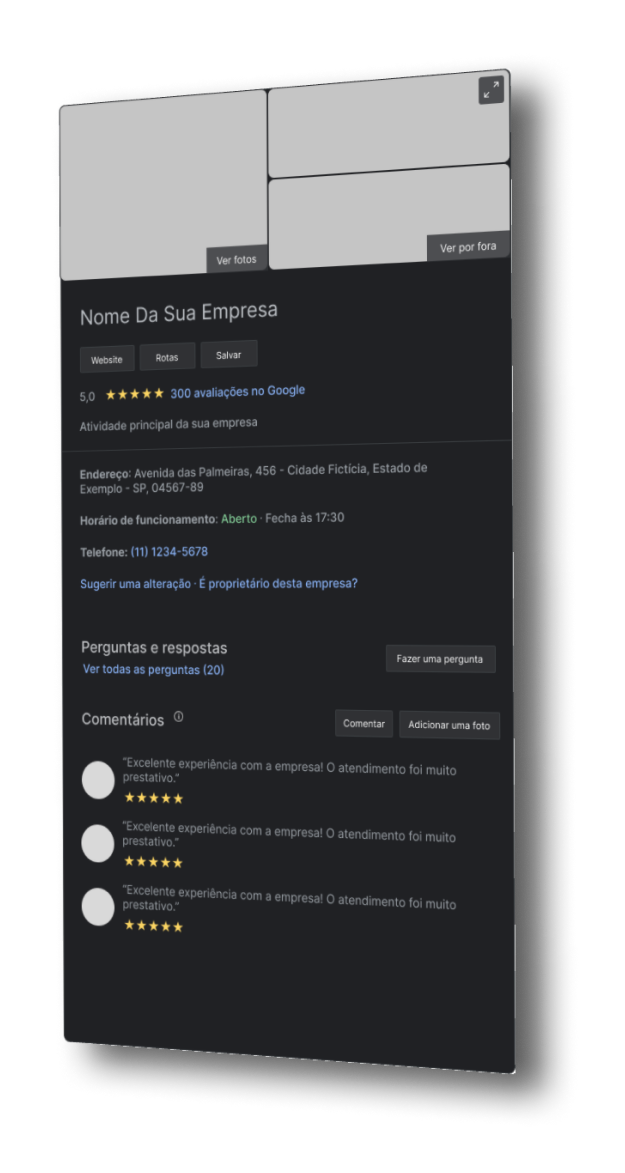 Ver fotos
Ver por fora
Nome Da Sua Empresa
Website Rotas Salvar
5,0 ★★★★★ 300 avaliações no Google
Atividade principal da sua empresa
Endereço: Avenida das Palmeiras, 456 - Cidade Fictícia, Estado de
Exemplo - SP, 04567-89
Horário de funcionamento: Aberto · Fecha às 17:30
Telefone: (11) 1234-5678
Sugerir uma alteração · É proprietário desta empresa?
Perguntas e respostas
Fazer uma pergunta
Ver todas as perguntas (20)
Comentários
Comentar Adicionar uma foto
"Excelente experiência com a empresa! O atendimento foi muito
prestativo."
★★★★★
"Excelente experiência com a empresa! O atendimento foi muito
prestativo."
★★★★★
"Excelente experiência com a empresa! O atendimento foi muito
prestativo."
★★★★★